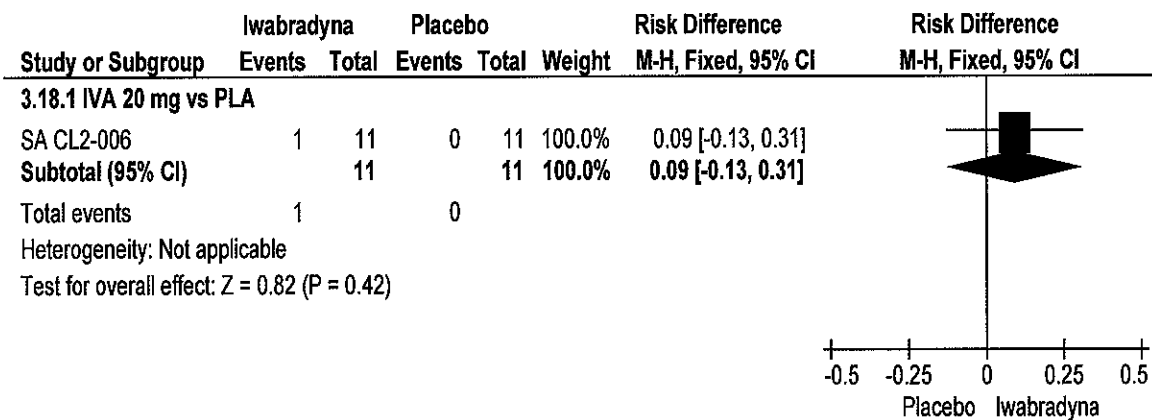 Iwabradyna Placebo Risk Difference Risk Difference
Study or Subgroup Events Total Events Total Weight M-H, Fixed, 95% CI M-H, Fixed, 95% CI
3.18.1 IVA 20 mg vs PLA
SA CL2-006 1 11 0 11 100.0% 0.09 [-0.13, 0.31]
Subtotal (95% CI) 11 11 100.0% 0.09 [-0.13, 0.31]
Total events 1 0
Heterogeneity: Not applicable
Test for overall effect: Z = 0.82 (P = 0.42)
-0.5 -0.25 0 0.25 0.5
Placebo Iwabradyna